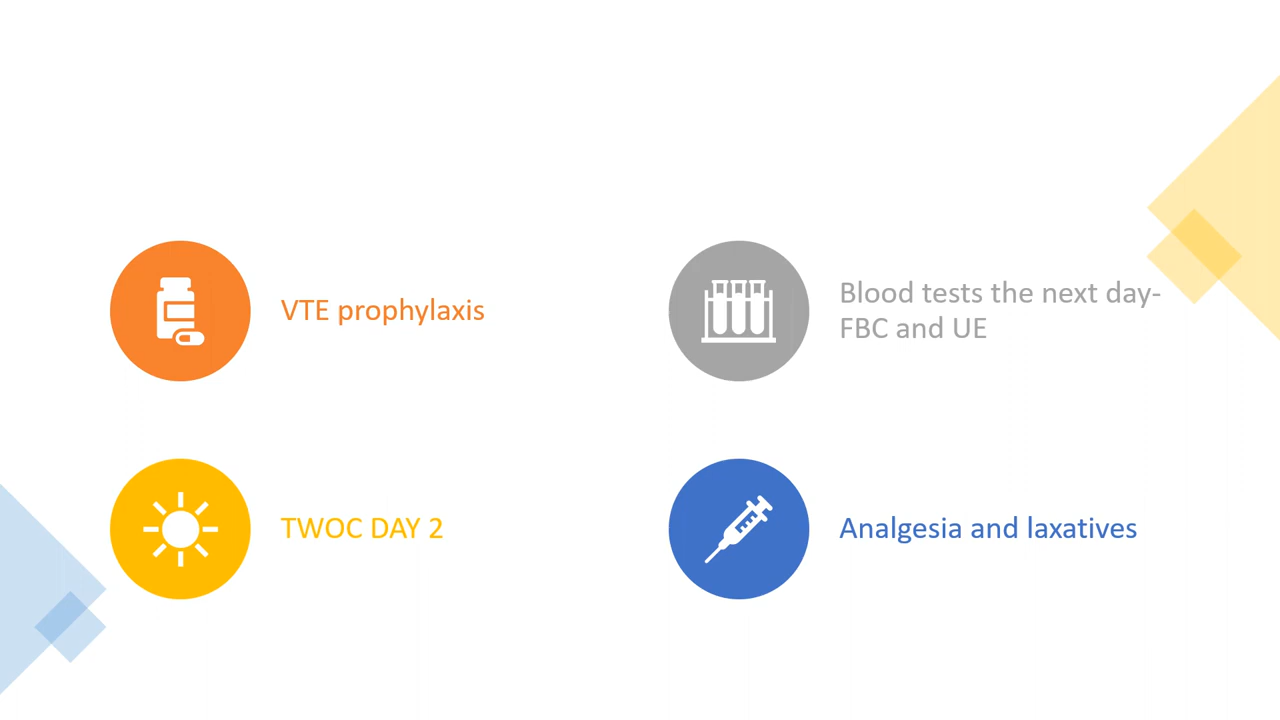 VTE prophylaxis
Blood tests the next day-
FBC and UE
TWOC DAY 2
Analgesia and laxatives